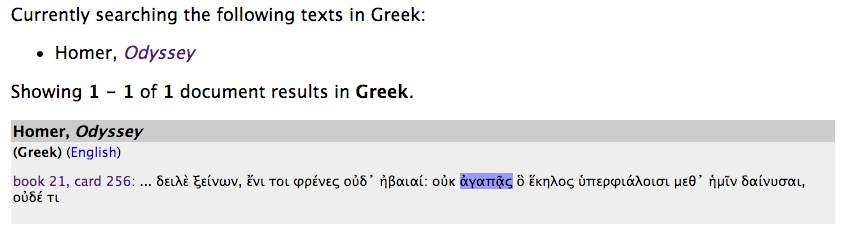 Currently searching the following texts in Greek:
• Homer, Odyssey
Showing 1 - 1 of 1 document results in Greek.
Homer, Odyssey
(Greek) (English)
book 21, card 256: ... δειλὲ ξείνων, ἔνι τοι φρένες οὐδ᾽ ἠβαιαί: οὐκ ἀγαπᾷς ὃ ἕκηλος ὑπερφιάλοισι μεθ᾽ ἡμῖν δαίνυσαι,
οὐδέ τι